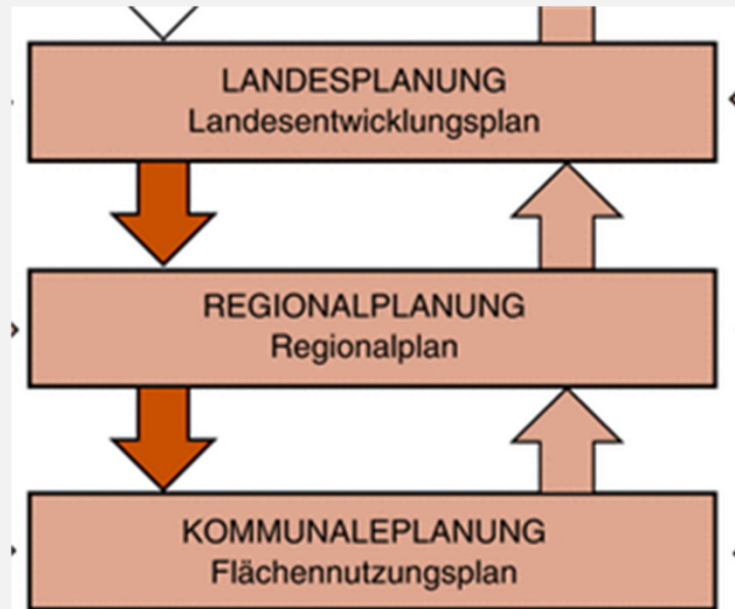 LANDESPLANUNG
Landesentwicklungsplan
REGIONALPLANUNG
Regionalplan
KOMMUNALEPLANUNG
Flächennutzungsplan